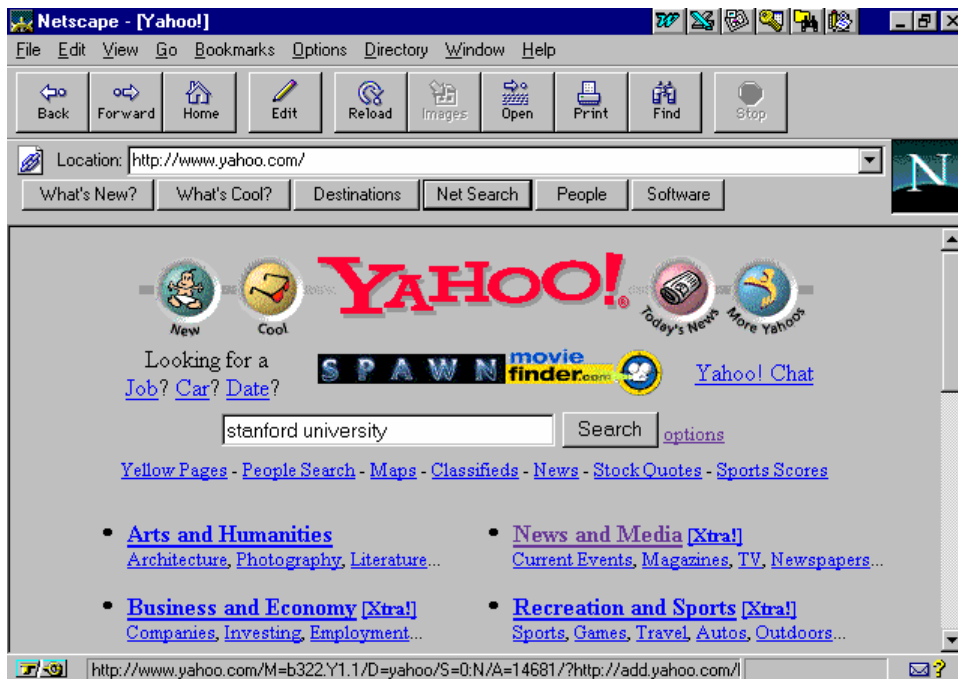 Netscape - [Yahoo!]
File Edit View Go Bookmarks Options Directory Window Help
Back Forward Home Edit Reload Images Open Print Find Stop
Location: http://www.yahoo.com/
What's New? What's Cool? Destinations Net Search People Software
N
YAHOO!
New Cool Today's News More Yahoos
Looking for a
Job? Car? Date?
SPAWN movie finder.com
Yahoo! Chat
stanford university Search options
Yellow Pages - People Search - Maps - Classifieds - News - Stock Quotes - Sports Scores
• Arts and Humanities
Architecture, Photography, Literature...
• News and Media [Xtra!]
Current Events, Magazines, TV, Newspapers...
• Business and Economy [Xtra!]
Companies, Investing, Employment...
• Recreation and Sports [Xtra!]
Sports, Games, Travel, Autos, Outdoors...
http://www.yahoo.com/M=b322.Y1.1/D=yahoo/S=0:N/A=14681/?http://add.yahoo.com/